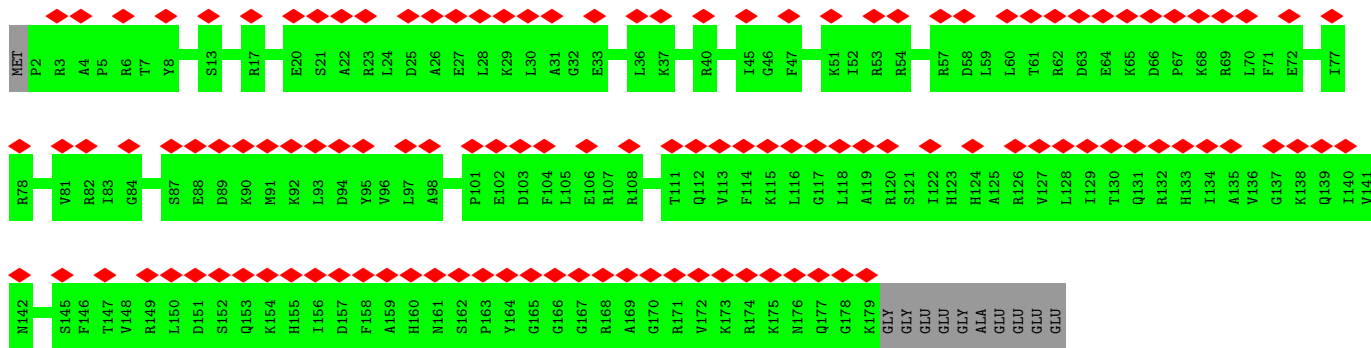 MET P2 R3 A4 P5 R6 T7 Y8 S13 R17 E20 S21 A22 R23 L24 D25 A26 E27 L28 K29 L30 A31 G32 E33 L36 K37 R40 I45 G46 F47 K51 I52 R53 R54 R57 D58 L59 L60 T61 R62 D63 E64 K65 D66 P67 K68 R69 L70 F71 E72 I77
R78 V81 R82 I83 G84 S87 E88 D89 K90 M91 K92 L93 D94 Y95 V96 L97 A98 P101 E102 D103 F104 L105 E106 R107 R108 T111 Q112 V113 F114 K115 L116 G117 L118 A119 R120 S121 I122 H123 H124 A125 R126 V127 L128 I129 T130 Q131 R132 H133 I134 A135 V136 G137 K138 Q139 I140 V141
N142 S145 F146 T147 V148 R149 L150 D151 S152 Q153 K154 H155 I156 D157 F158 A159 H160 N161 S162 P163 Y164 G165 G166 G167 R168 A169 G170 R171 V172 K173 R174 K175 N176 Q177 G178 K179 GLY GLY GLU GLU GLY ALA GLU GLU GLU GLU